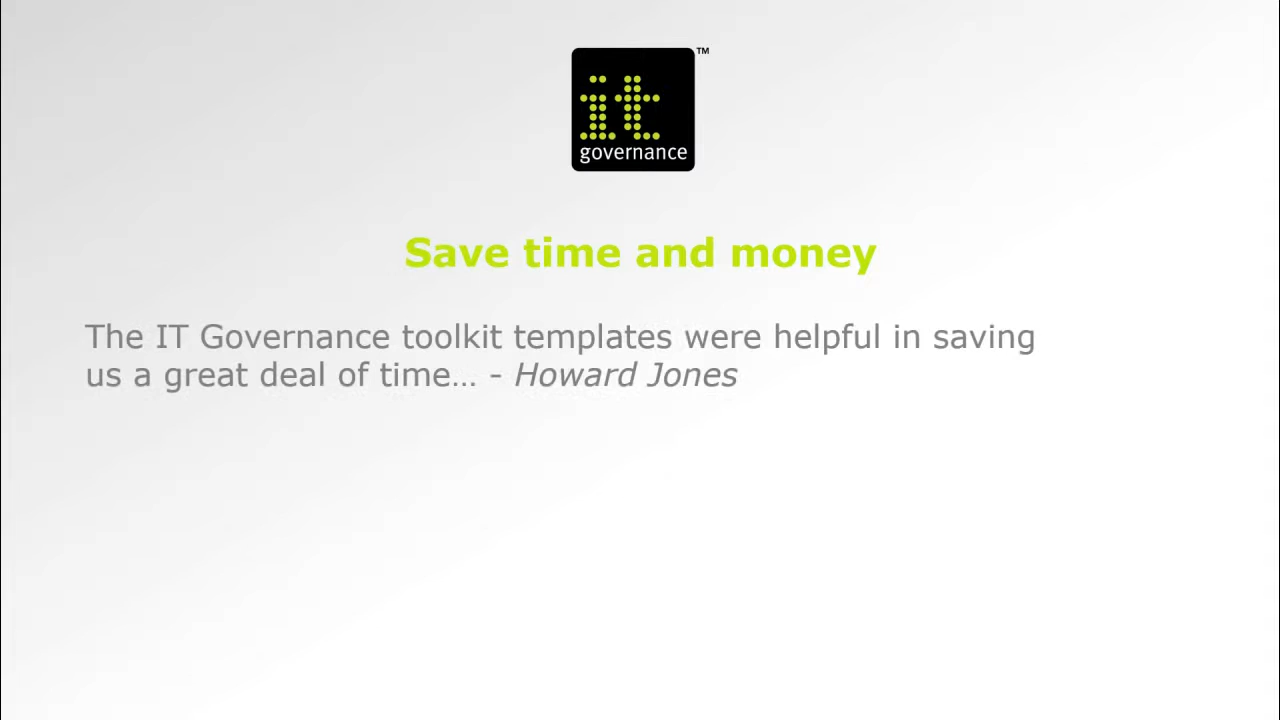 it
governance
™
Save time and money
The IT Governance toolkit templates were helpful in saving
us a great deal of time… - Howard Jones